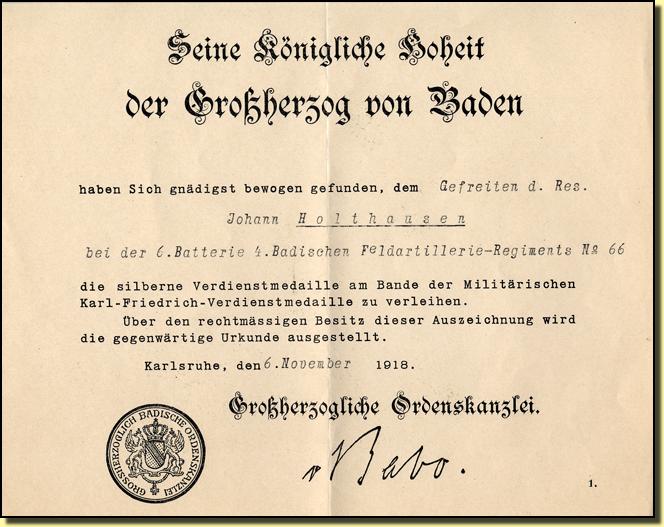 Seine Königliche Hoheit
der Großherzog von Baden
haben Sich gnädigst bewogen gefunden, dem Gefreiten d. Res.
Johann Holthausen
bei der 6.Batterie 4.Badischen Feldartillerie-Regiments № 66
die silberne Verdienstmedaille am Bande der Militärischen
Karl-Friedrich-Verdienstmedaille zu verleihen.
Über den rechtmässigen Besitz dieser Auszeichnung wird
die gegenwärtige Urkunde ausgestellt.
Karlsruhe, den 6.November 1918.
Großherzogliche Ordenskanzlei.
v Babo.
GROSSHERZOGLICH BADISCHE ORDENSKANZLEI
1.